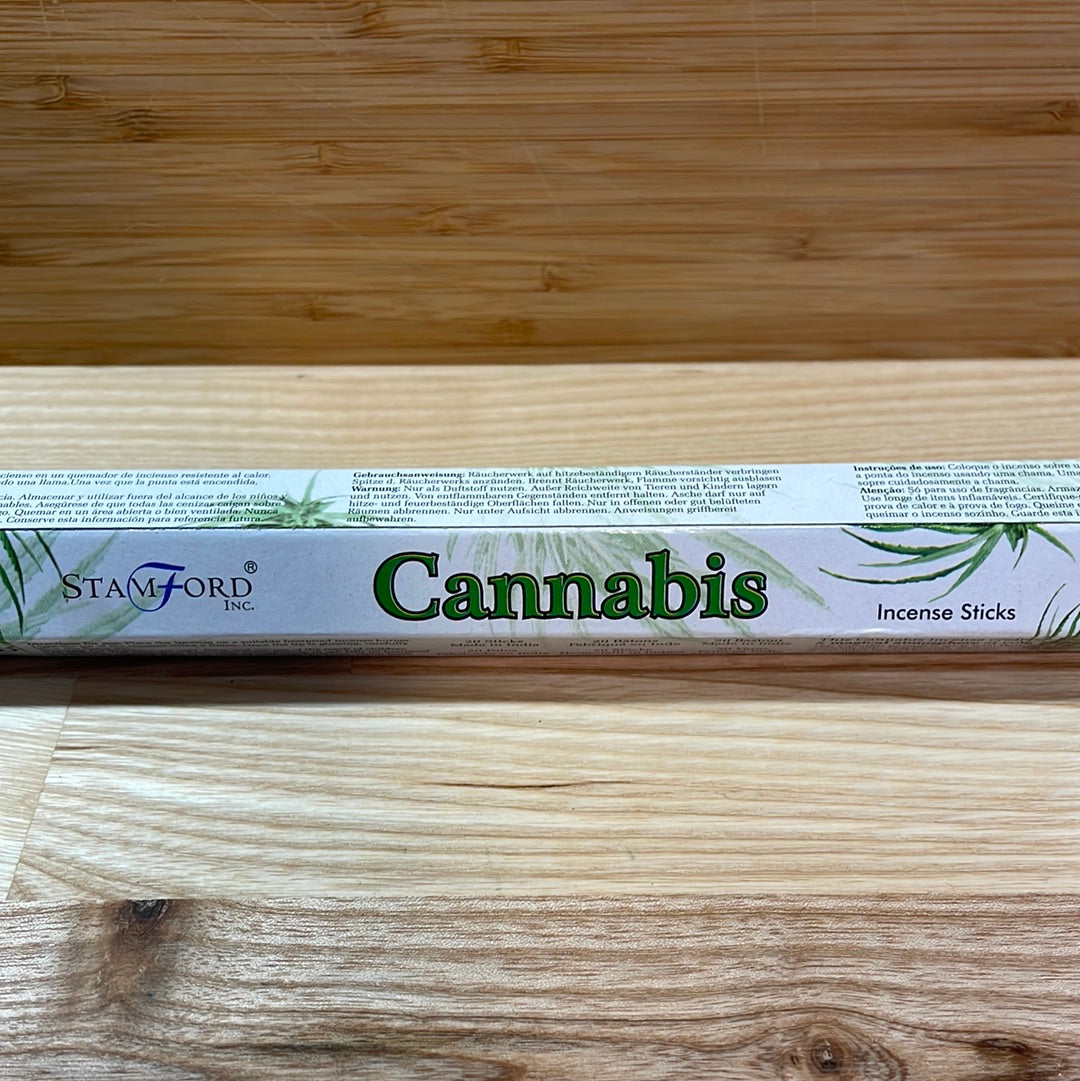 cienso en un quemador de incienso resistente al calor.
do una llama.Una vez que la punta está encendida,
cia. Almacenar y utilizar fuera del alcance de los niños
nables. Asegúrese de que todas las cenizas caigan sobre
o. Quemar en un área abierta o bien ventilada. Nunca
. Conserve esta información para referencia futura.
Gebrauchsanweisung: Räucherwerk auf hitzebeständigem Räucherständer verbringen
Spitze d. Räucherwerks anzünden. Brennt Räucherwerk, Flamme vorsichtig ausblasen
Warnung: Nur als Duftstoff nutzen. Außer Reichweite von Tieren und Kindern lagern
und nutzen. Von entflammbaren Gegenständen entfernt halten. Asche darf nur auf
hitze- und feuerbeständige Oberflächen fallen. Nur in offenen oder gut belüfteten
Räumen abbrennen. Nur unter Aufsicht abbrennen. Anweisungen griffbereit
aufbewahren.
Instruções de uso: Coloque o incenso sobre u
a ponta do incenso usando uma chama. Uma
sopre cuidadosamente a chama.
Atenção: Só para uso de fragrâncias. Armaz
Use longe de itens inflamáveis. Certifique-
prova de calor e à prova de fogo. Queime e
queimar o incenso sozinho. Guarde esta i
STAMFORD®
INC.
Cannabis
Incense Sticks
20 Sticks
Made in India